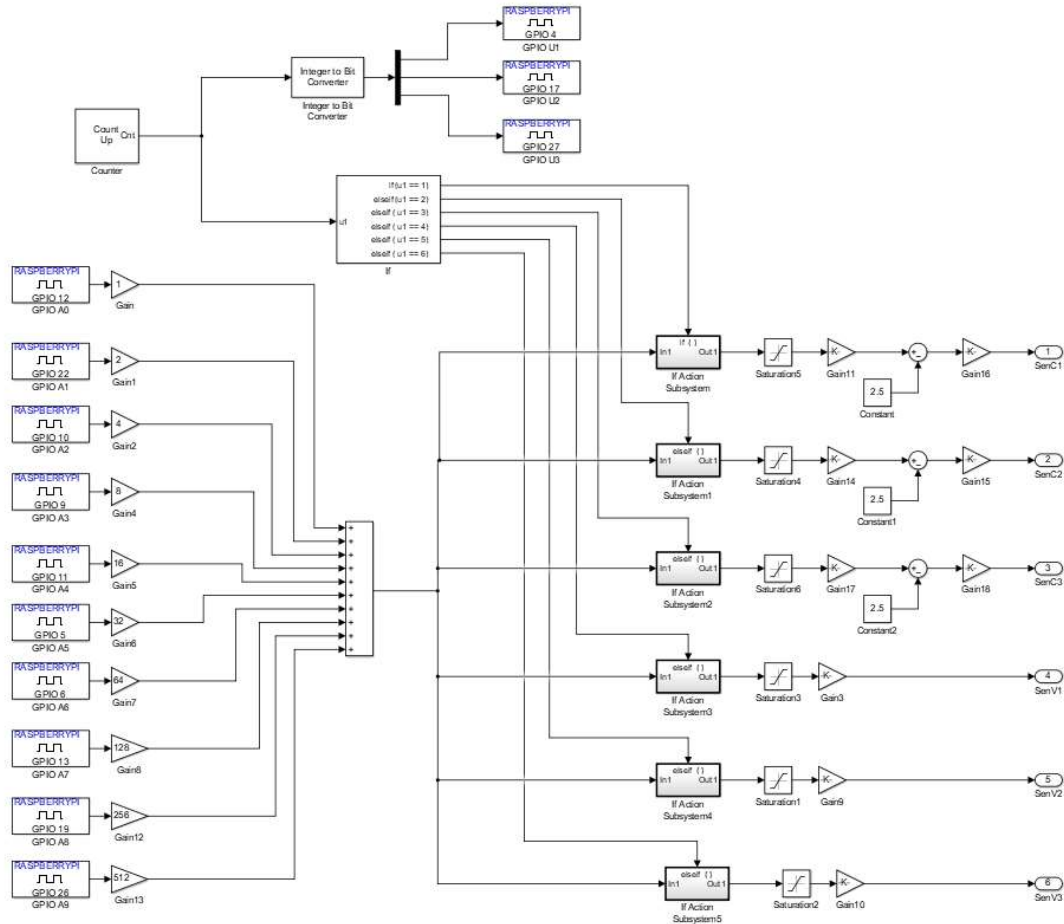 RASPBERRYPI
GPIO 4
GPIO U1
RASPBERRYPI
GPIO 17
GPIO U2
RASPBERRYPI
GPIO 27
GPIO U3
Integer to Bit
Converter
Integer to Bit
Converter
Count
Up
Cnt
Counter
u1
if(u1 == 1)
elseif(u1 == 2)
elseif ( u1 == 3)
elseif ( u1 == 4)
elseif ( u1 == 5)
elseif ( u1 == 6)
If
RASPBERRYPI
GPIO 12
GPIO A0
1
Gain
RASPBERRYPI
GPIO 22
GPIO A1
2
Gain1
RASPBERRYPI
GPIO 10
GPIO A2
4
Gain2
RASPBERRYPI
GPIO 9
GPIO A3
8
Gain4
RASPBERRYPI
GPIO 11
GPIO A4
16
Gain5
RASPBERRYPI
GPIO 5
GPIO A5
32
Gain6
RASPBERRYPI
GPIO 6
GPIO A6
64
Gain7
RASPBERRYPI
GPIO 13
GPIO A7
128
Gain8
RASPBERRYPI
GPIO 19
GPIO A8
256
Gain12
RASPBERRYPI
GPIO 26
GPIO A9
512
Gain13
+
+
+
+
+
+
+
+
+
+
if { }
In1 Out1
If Action
Subsystem
Saturation5
-K-
Gain11
+
-
2.5
Constant
-K-
Gain16
1
SenC1
elseif { }
In1 Out1
If Action
Subsystem1
Saturation4
-K-
Gain14
+
-
2.5
Constant1
-K-
Gain15
2
SenC2
elseif { }
In1 Out1
If Action
Subsystem2
Saturation6
-K-
Gain17
+
-
2.5
Constant2
-K-
Gain18
3
SenC3
elseif { }
In1 Out1
If Action
Subsystem3
Saturation3
-K-
Gain3
4
SenV1
elseif { }
In1 Out1
If Action
Subsystem4
Saturation1
-K-
Gain9
5
SenV2
elseif { }
In1 Out1
If Action
Subsystem5
Saturation2
-K-
Gain10
6
SenV3